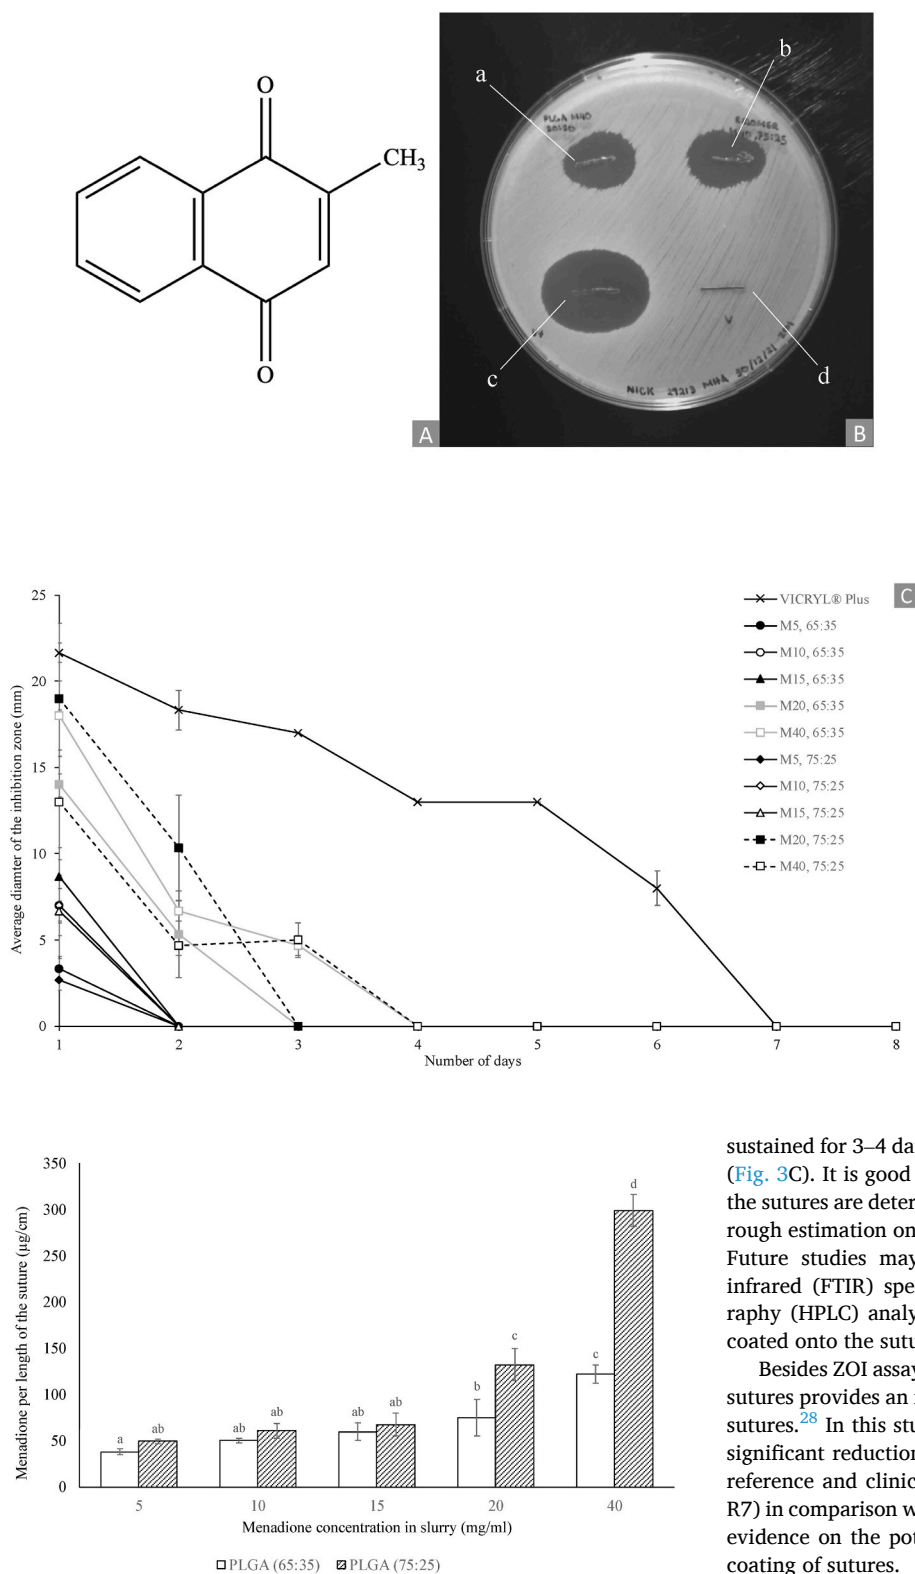 O
CH3
O
A
a
b
PLGA M40
c
d
V
NICK 29213 MHA 30/12/21
B
C
25
20
15
10
5
0
1 2 3 4 5 6 7 8
Average diamter of the inhibition zone (mm)
Number of days
VICRYL® Plus
M5, 65:35
M10, 65:35
M15, 65:35
M20, 65:35
M40, 65:35
M5, 75:25
M10, 75:25
M15, 75:25
M20, 75:25
M40, 75:25
350
300
250
200
150
100
50
0
Menadione per length of the suture (µg/cm)
a ab ab ab ab ab b c c d
5 10 15 20 40
Menadione concentration in slurry (mg/ml)
PLGA (65:35) PLGA (75:25)
sustained for 3–4 da
(Fig. 3C). It is good
the sutures are deter
rough estimation on
Future studies may
infrared (FTIR) spe
raphy (HPLC) analy
coated onto the sutu
Besides ZOI assay
sutures provides an i
sutures.28 In this stu
significant reduction
reference and clinic
R7) in comparison w
evidence on the pot
coating of sutures.